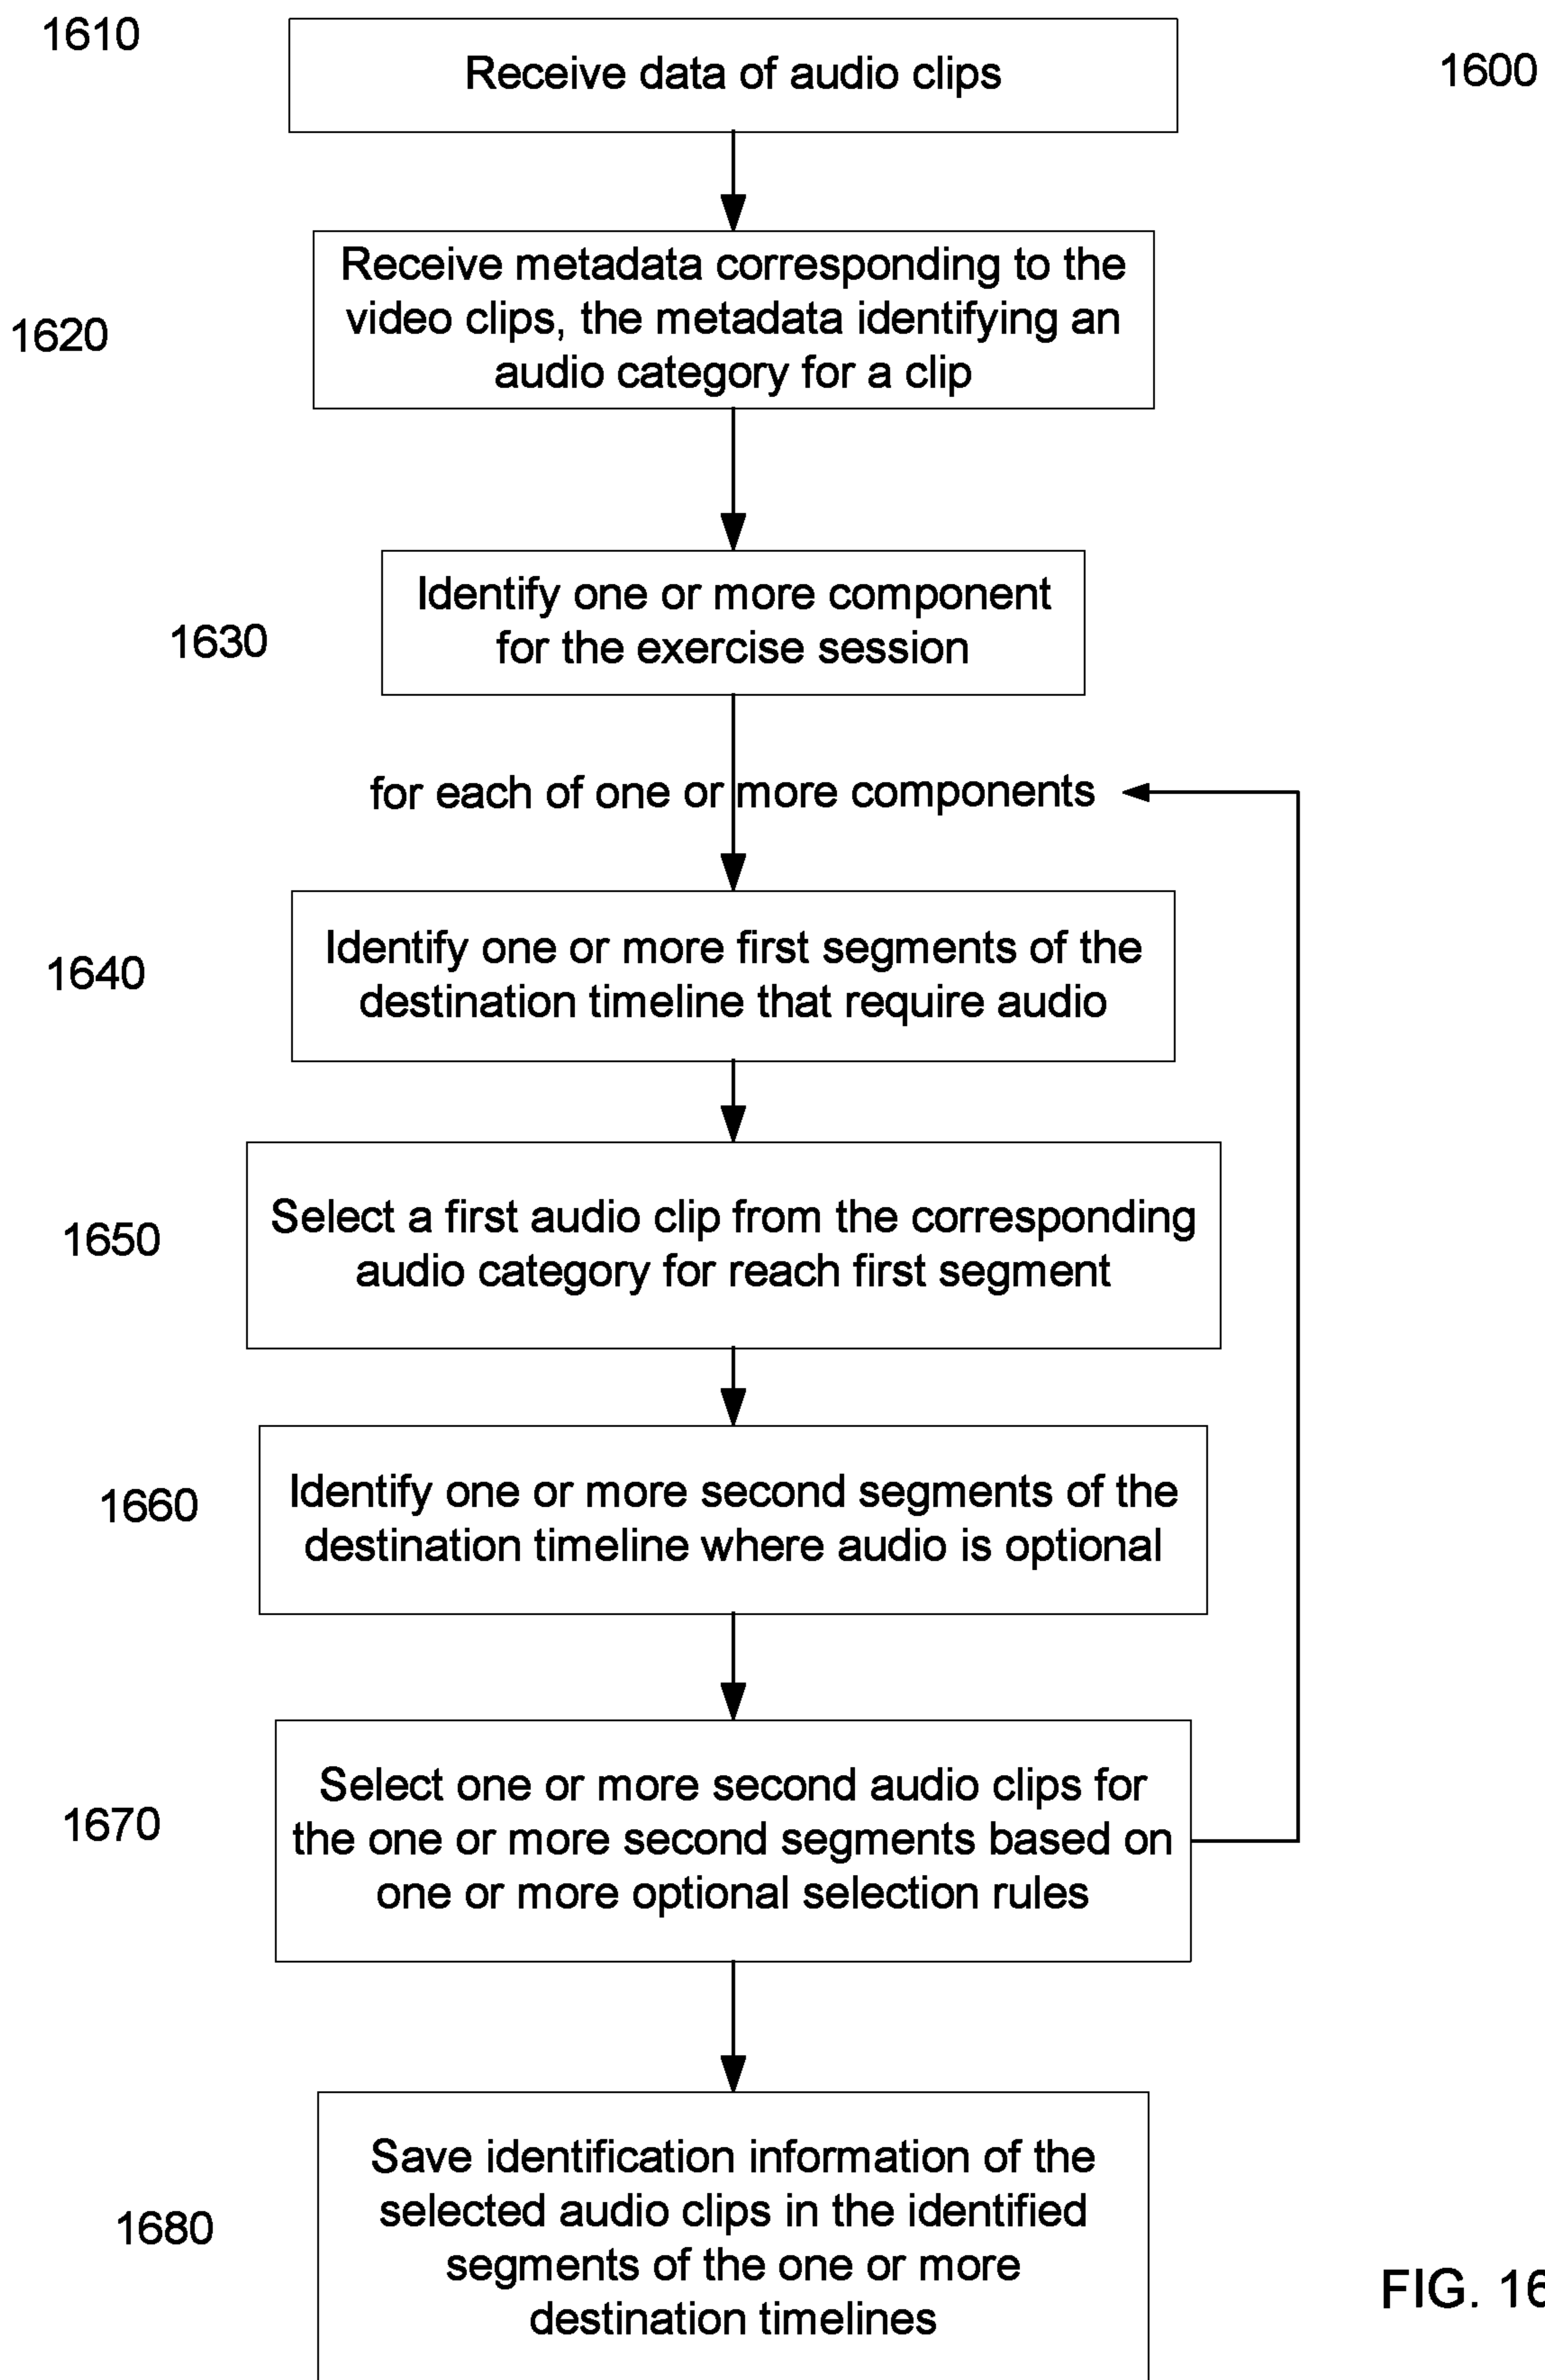 1610
Receive data of audio clips
1600
Receive metadata corresponding to the
video clips, the metadata identifying an
audio category for a clip
1620
Identify one or more component
for the exercise session
1630
for each of one or more components
Identify one or more first segments of the
destination timeline that require audio
1640
Select a first audio clip from the corresponding
audio category for reach first segment
1650
Identify one or more second segments of the
destination timeline where audio is optional
1660
Select one or more second audio clips for
the one or more second segments based on
one or more optional selection rules
1670
Save identification information of the
selected audio clips in the identified
segments of the one or more
destination timelines
1680
FIG. 16